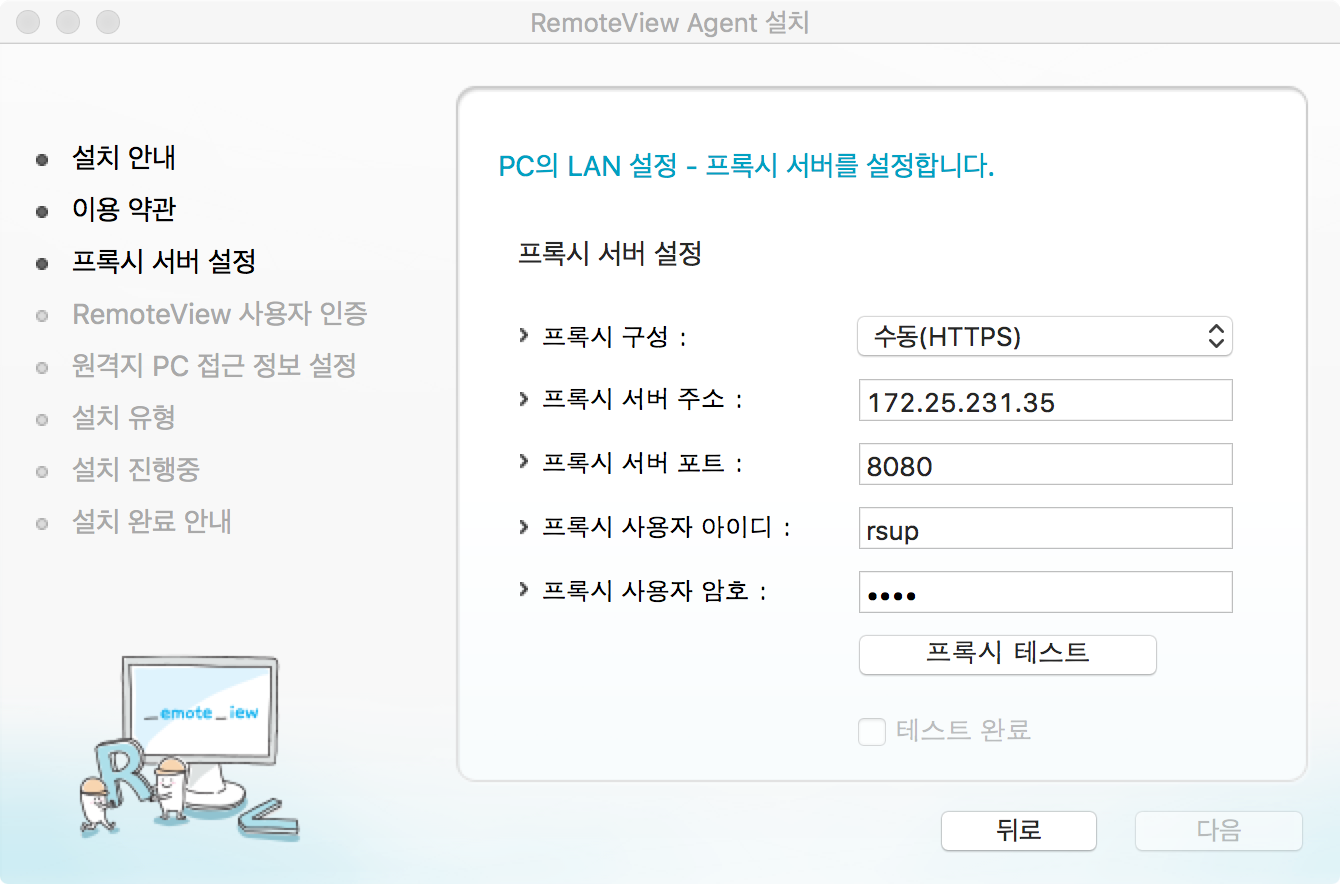 RemoteView Agent 설치
설치 안내
이용 약관
프록시 서버 설정
RemoteView 사용자 인증
원격지 PC 접근 정보 설정
설치 유형
설치 진행중
설치 완료 안내
_emote _iew
R
V
PC의 LAN 설정 - 프록시 서버를 설정합니다.
프록시 서버 설정
프록시 구성 : 수동(HTTPS)
프록시 서버 주소 : 172.25.231.35
프록시 서버 포트 : 8080
프록시 사용자 아이디 : rsup
프록시 사용자 암호 : ••••
프록시 테스트
테스트 완료
뒤로 다음